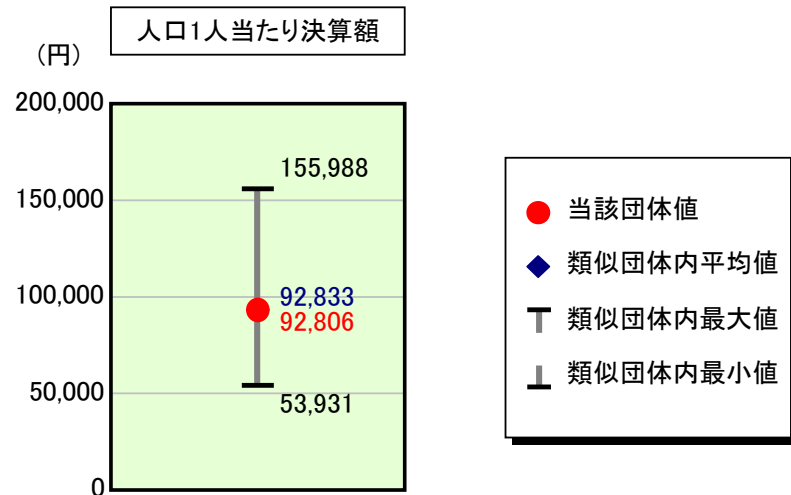 人口1人当たり決算額
(円)
200,000
150,000
100,000
50,000
0
155,988
92,833
92,806
53,931
当該団体値
類似団体内平均値
類似団体内最大値
類似団体内最小値